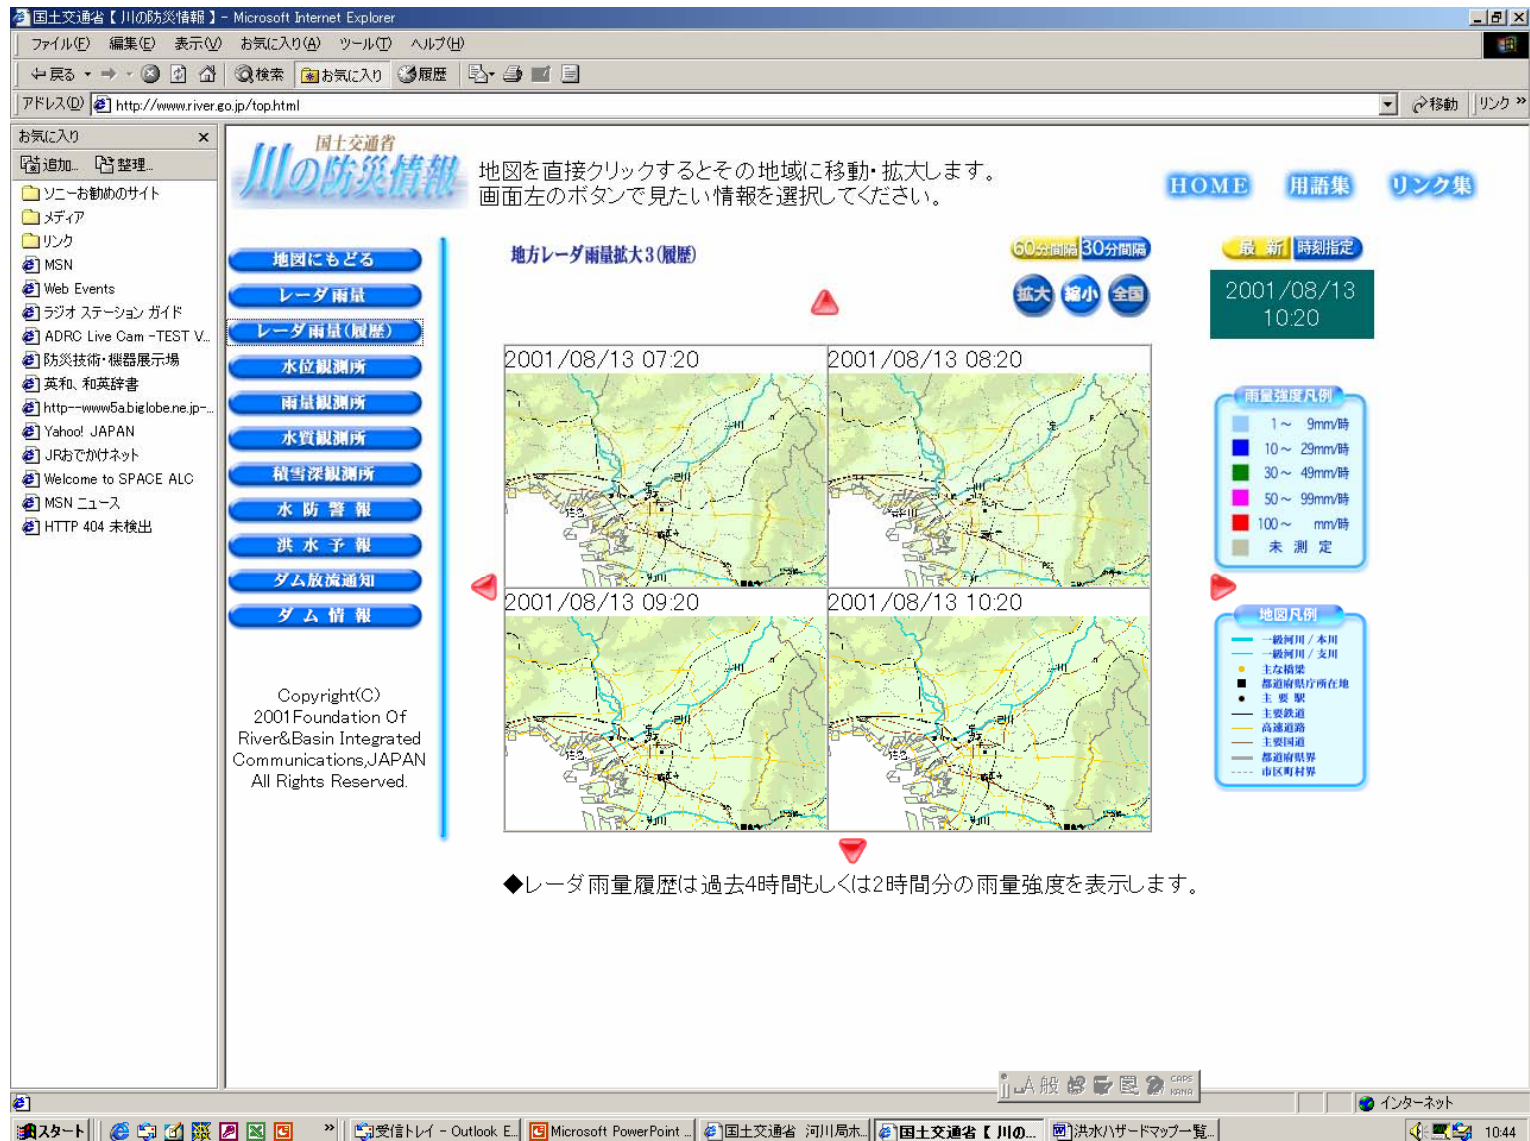 国土交通省【 川の防災情報 】 - Microsoft Internet Explorer
ファイル(F) 編集(E) 表示(V) お気に入り(A) ツール(T) ヘルプ(H)
戻る 検索 お気に入り 履歴
アドレス(D) http://www.river.go.jp/top.html 移動 リンク »
お気に入り ×
追加... 整理...
ソニーお勧めのサイト
メディア
リンク
MSN
Web Events
ラジオ ステーション ガイド
ADRC Live Cam -TEST V...
防災技術・機器展示場
英和、和英辞書
http--www5a.biglobe.ne.jp-...
Yahoo! JAPAN
JRおでかけネット
Welcome to SPACE ALC
MSN ニュース
HTTP 404 未検出
国土交通省
川の防災情報
地図を直接クリックするとその地域に移動・拡大します。
画面左のボタンで見たい情報を選択してください。
HOME 用語集 リンク集
地図にもどる
レーダ雨量
レーダ雨量(履歴)
水位観測所
雨量観測所
水質観測所
積雪深観測所
水防警報
洪水予報
ダム放流通知
ダム情報
Copyright(C)
2001Foundation Of
River&Basin Integrated
Communications,JAPAN
All Rights Reserved.
地方レーダ雨量拡大3(履歴)
60分間隔 30分間隔
拡大 縮小 全国
最新 時刻指定
2001/08/13
10:20
2001/08/13 07:20
2001/08/13 08:20
2001/08/13 09:20
2001/08/13 10:20
雨量強度凡例
1~ 9mm/時
10~ 29mm/時
30~ 49mm/時
50~ 99mm/時
100~ mm/時
未測定
地図凡例
一級河川 / 本川
一級河川 / 支川
主な橋梁
都道府県庁所在地
主要駅
主要鉄道
高速道路
主要国道
都道府県界
市区町村界
◆レーダ雨量履歴は過去4時間もしくは2時間分の雨量強度を表示します。
A 般 CAPS
KANA
インターネット
スタート » 受信トレイ - Outlook E... Microsoft PowerPoint ... 国土交通省 河川局ホ... 国土交通省【 川の... 洪水ハザードマップ一覧... 10:44